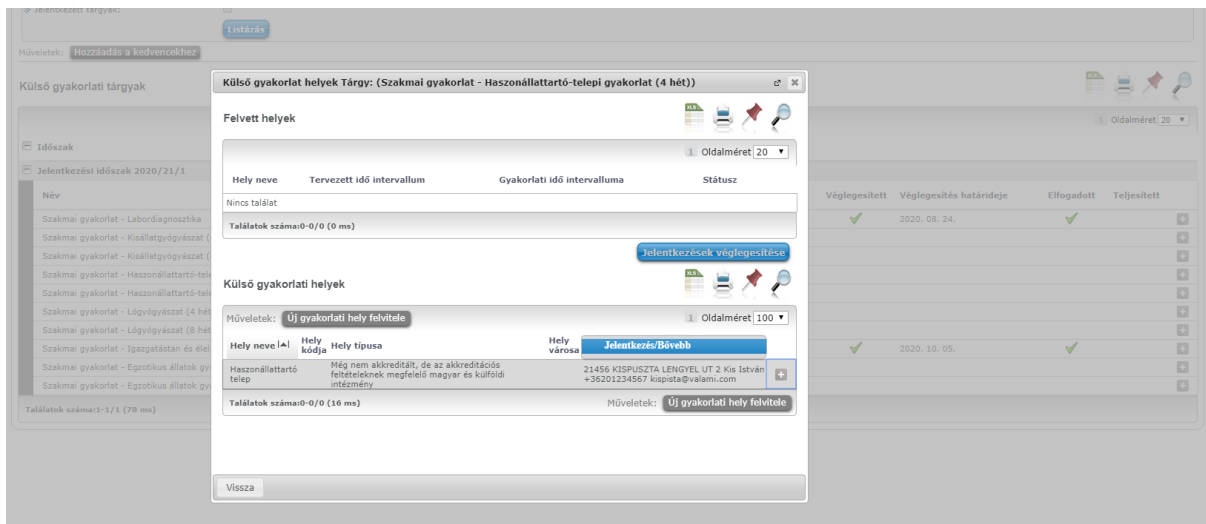 Jelentkezett tárgyak:
Listázás
Műveletek: Hozzáadás a kedvencekhez
Külső gyakorlati tárgyak
1 Oldalméret 20
Időszak
Jelentkezési időszak 2020/21/1
Név Véglegesített Véglegesítés határideje Elfogadott Teljesített
Szakmai gyakorlat - Labordiagnosztika 2020. 08. 24.
Szakmai gyakorlat - Kisállatgyógyászat (
Szakmai gyakorlat - Kisállatgyógyászat (
Szakmai gyakorlat - Haszonállattartó-tele
Szakmai gyakorlat - Haszonállattartó-tele
Szakmai gyakorlat - Lógyógyászat (4 hét
Szakmai gyakorlat - Lógyógyászat (8 hét
Szakmai gyakorlat - Igazgatástan és élel 2020. 10. 05.
Szakmai gyakorlat - Egzotikus állatok gy
Szakmai gyakorlat - Egzotikus állatok gy
Találatok száma:1-1/1 (78 ms)
Külső gyakorlat helyek Tárgy: (Szakmai gyakorlat - Haszonállattartó-telepi gyakorlat (4 hét))
Felvett helyek
XLS
1 Oldalméret 20
Hely neve Tervezett idő intervallum Gyakorlati idő intervalluma Státusz
Nincs találat
Találatok száma:0-0/0 (0 ms)
Jelentkezések véglegesítése
Külső gyakorlati helyek
XLS
Műveletek: Új gyakorlati hely felvitele 1 Oldalméret 100
Hely neve Hely kódja Hely típusa Hely városa Jelentkezés/Bővebb
Haszonállattartó Még nem akkreditált, de az akkreditációs 21456 KISPUSZTA LENGYEL UT 2 Kis István
telep feltételeknek megfelelő magyar és külföldi +36201234567 kispista@valami.com
intézmény
Találatok száma:0-0/0 (16 ms) Műveletek: Új gyakorlati hely felvitele
Vissza